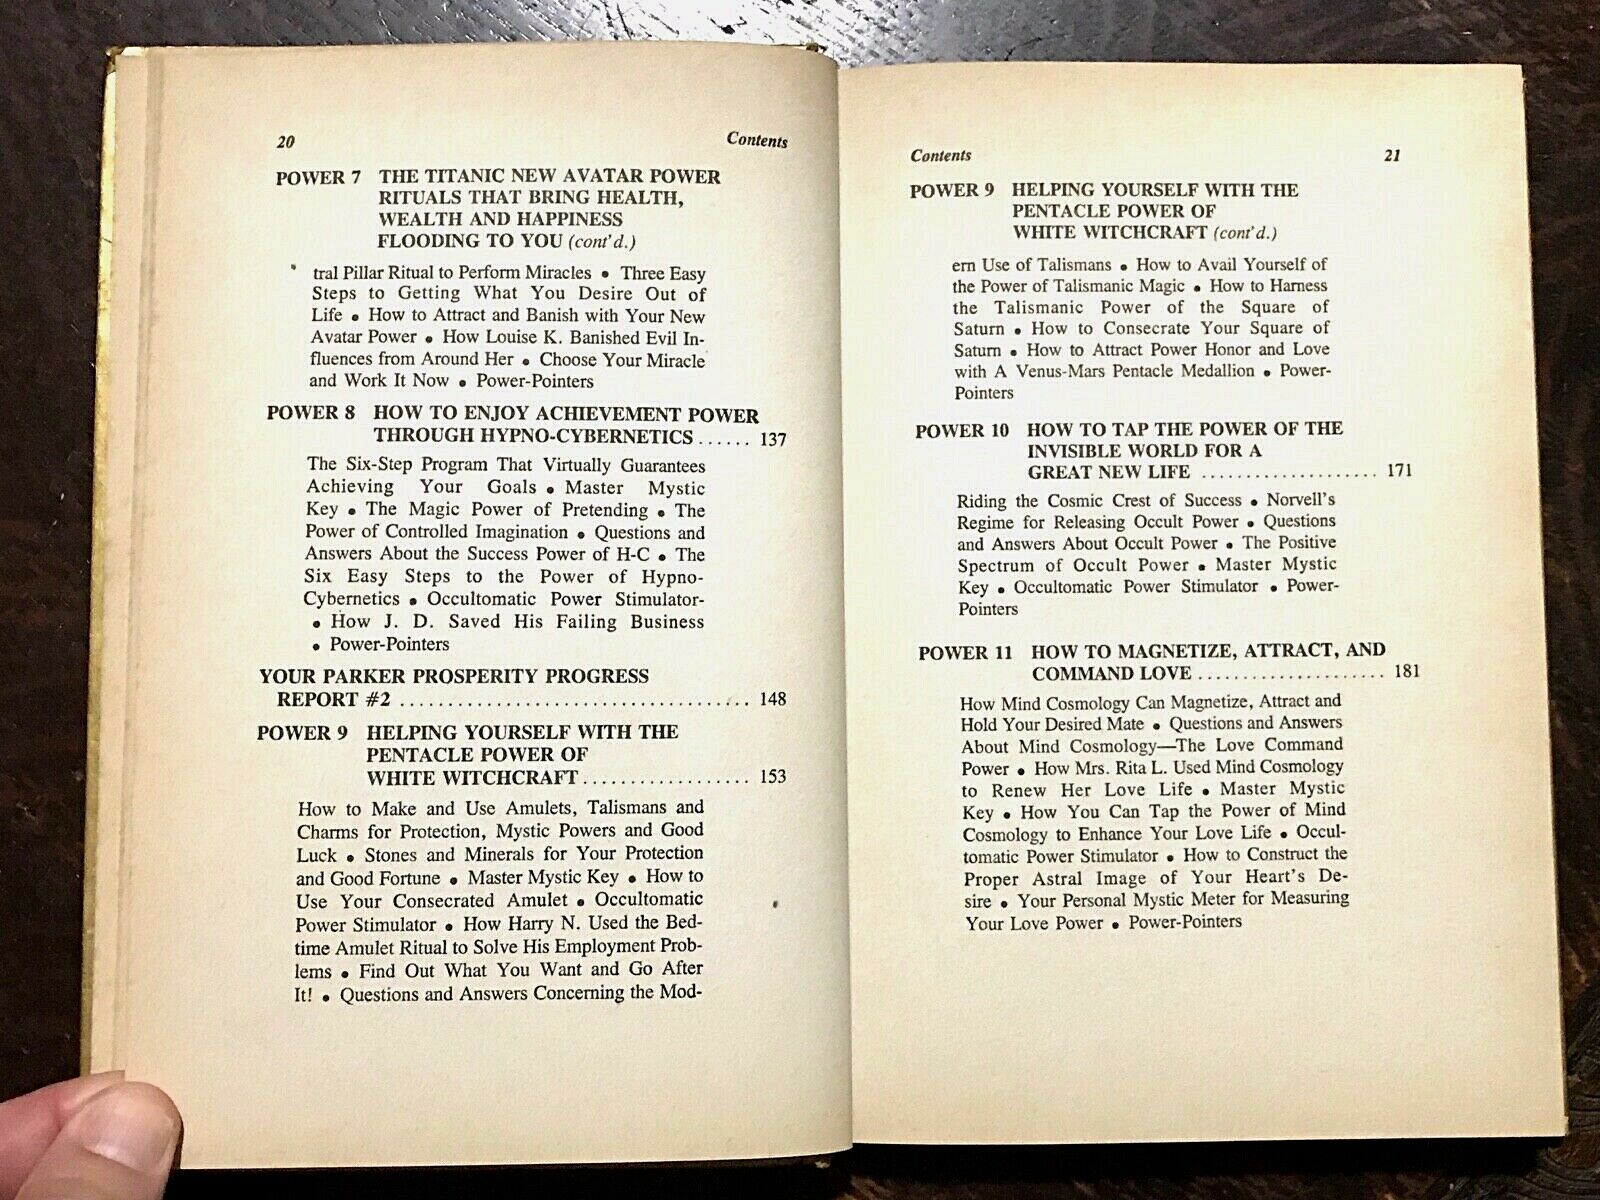 20 Contents
POWER 7 THE TITANIC NEW AVATAR POWER
RITUALS THAT BRING HEALTH,
WEALTH AND HAPPINESS
FLOODING TO YOU (cont'd.)
tral Pillar Ritual to Perform Miracles • Three Easy
Steps to Getting What You Desire Out of
Life • How to Attract and Banish with Your New
Avatar Power • How Louise K. Banished Evil In-
fluences from Around Her • Choose Your Miracle
and Work It Now • Power-Pointers
POWER 8 HOW TO ENJOY ACHIEVEMENT POWER
THROUGH HYPNO-CYBERNETICS ...... 137
The Six-Step Program That Virtually Guarantees
Achieving Your Goals • Master Mystic
Key • The Magic Power of Pretending • The
Power of Controlled Imagination • Questions and
Answers About the Success Power of H-C • The
Six Easy Steps to the Power of Hypno-
Cybernetics • Occultomatic Power Stimulator-
• How J. D. Saved His Failing Business
• Power-Pointers
YOUR PARKER PROSPERITY PROGRESS
REPORT #2 .................................... 148
POWER 9 HELPING YOURSELF WITH THE
PENTACLE POWER OF
WHITE WITCHCRAFT .................. 153
How to Make and Use Amulets, Talismans and
Charms for Protection, Mystic Powers and Good
Luck • Stones and Minerals for Your Protection
and Good Fortune • Master Mystic Key • How to
Use Your Consecrated Amulet • Occultomatic
Power Stimulator • How Harry N. Used the Bed-
time Amulet Ritual to Solve His Employment Prob-
lems • Find Out What You Want and Go After
It! • Questions and Answers Concerning the Mod-
Contents 21
POWER 9 HELPING YOURSELF WITH THE
PENTACLE POWER OF
WHITE WITCHCRAFT (cont'd.)
ern Use of Talismans • How to Avail Yourself of
the Power of Talismanic Magic • How to Harness
the Talismanic Power of the Square of
Saturn • How to Consecrate Your Square of
Saturn • How to Attract Power Honor and Love
with A Venus-Mars Pentacle Medallion • Power-
Pointers
POWER 10 HOW TO TAP THE POWER OF THE
INVISIBLE WORLD FOR A
GREAT NEW LIFE .................... 171
Riding the Cosmic Crest of Success • Norvell's
Regime for Releasing Occult Power • Questions
and Answers About Occult Power • The Positive
Spectrum of Occult Power • Master Mystic
Key • Occultomatic Power Stimulator • Power-
Pointers
POWER 11 HOW TO MAGNETIZE, ATTRACT, AND
COMMAND LOVE ..................... 181
How Mind Cosmology Can Magnetize, Attract and
Hold Your Desired Mate • Questions and Answers
About Mind Cosmology—The Love Command
Power • How Mrs. Rita L. Used Mind Cosmology
to Renew Her Love Life • Master Mystic
Key • How You Can Tap the Power of Mind
Cosmology to Enhance Your Love Life • Occul-
tomatic Power Stimulator • How to Construct the
Proper Astral Image of Your Heart's De-
sire • Your Personal Mystic Meter for Measuring
Your Love Power • Power-Pointers